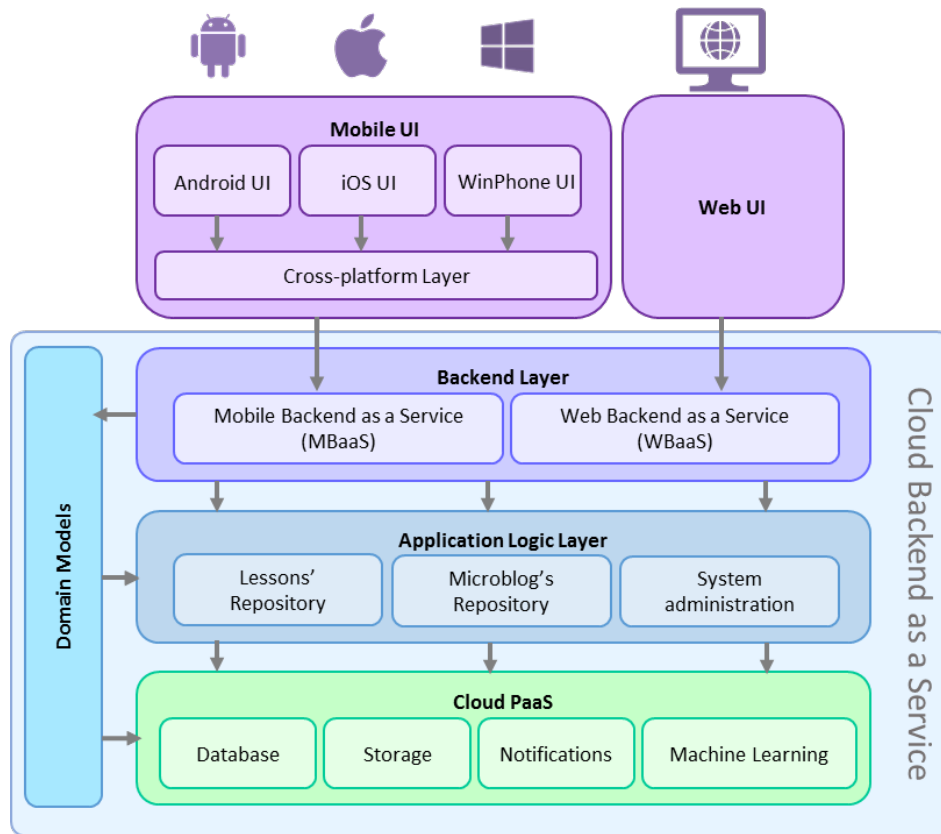 Mobile UI
Android UI
iOS UI
WinPhone UI
Cross-platform Layer
Web UI
Cloud Backend as a Service
Domain Models
Backend Layer
Mobile Backend as a Service
(MBaaS)
Web Backend as a Service
(WBaaS)
Application Logic Layer
Lessons’
Repository
Microblog’s
Repository
System
administration
Cloud PaaS
Database
Storage
Notifications
Machine Learning